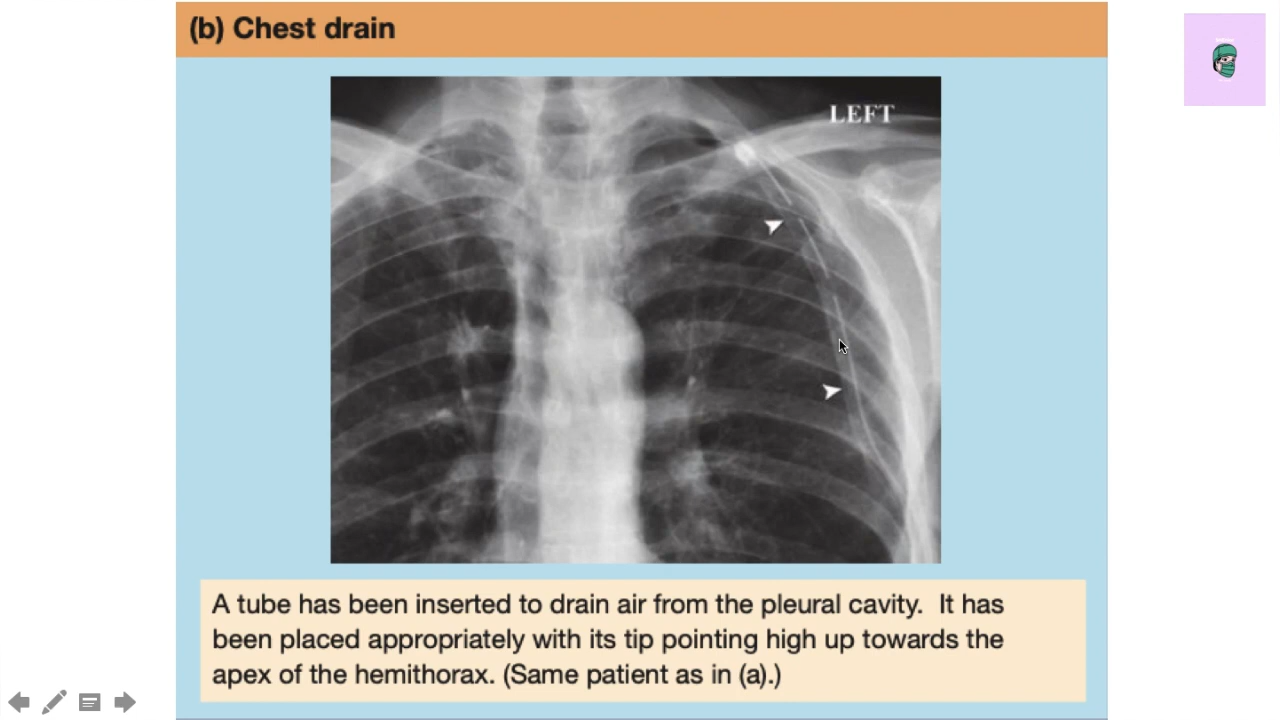 (b) Chest drain
LEFT
A tube has been inserted to drain air from the pleural cavity. It has
been placed appropriately with its tip pointing high up towards the
apex of the hemithorax. (Same patient as in (a).)